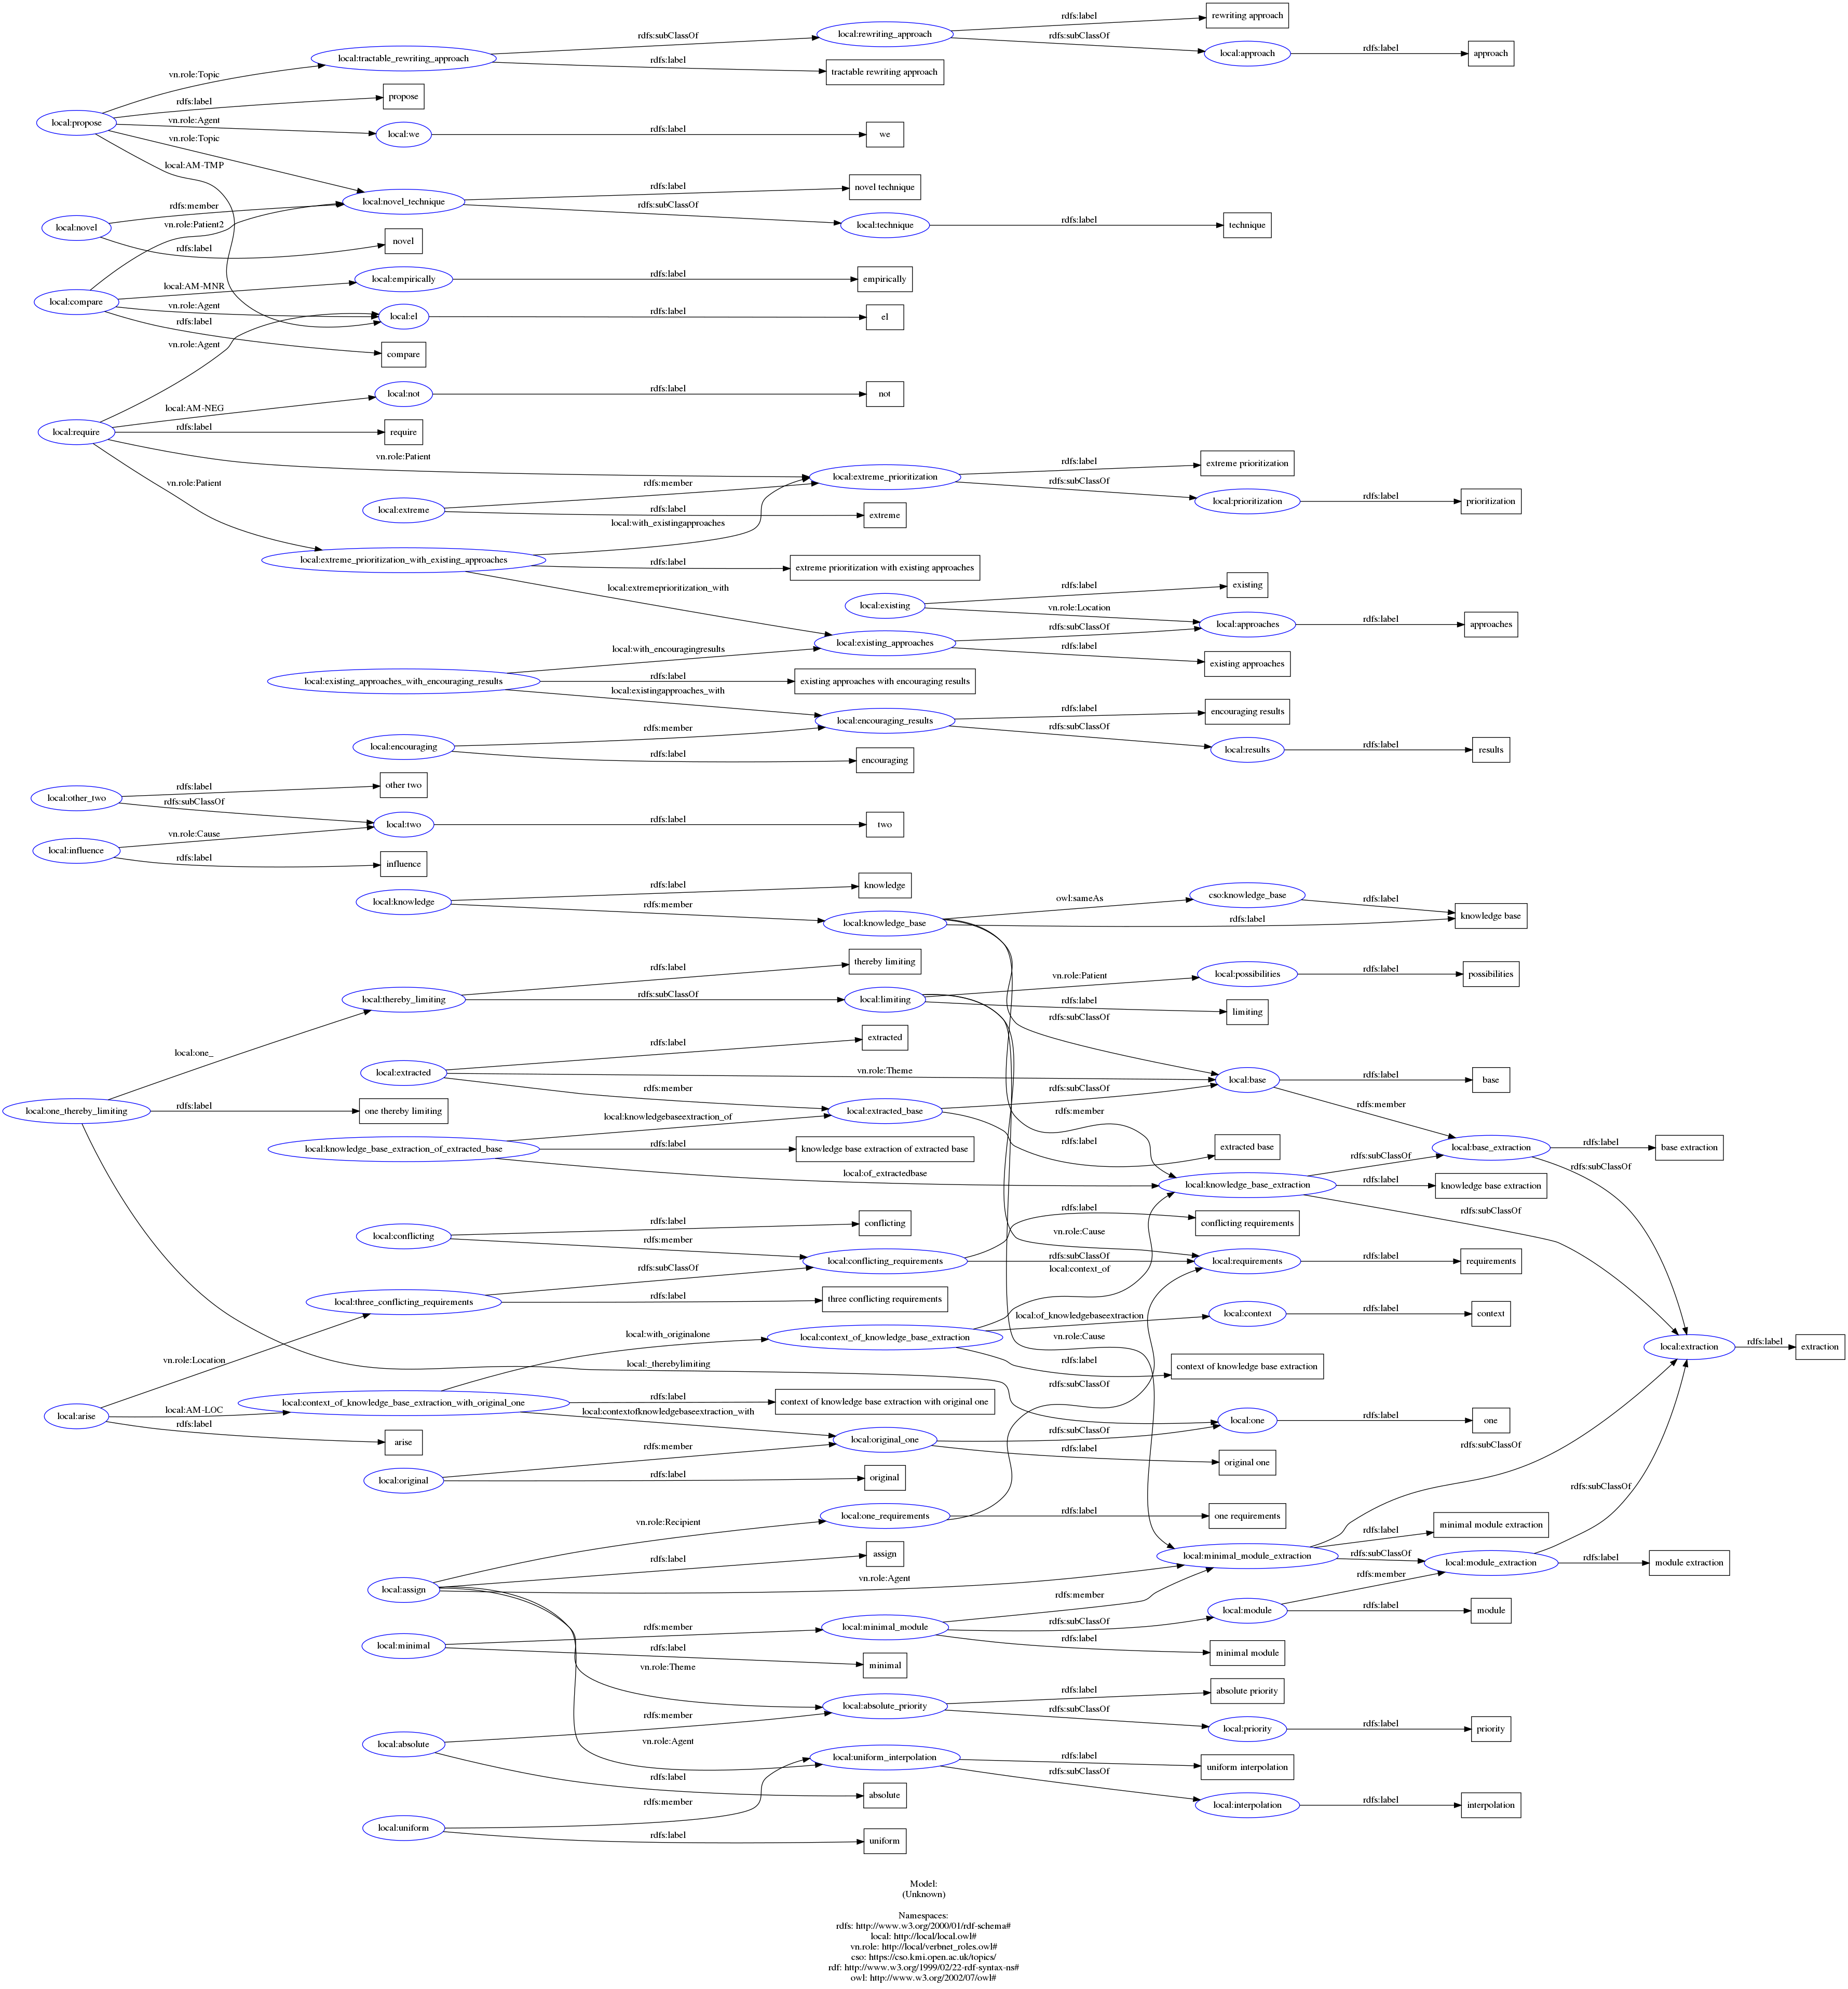 rdfs:label
rewriting approach
local:rewriting_approach
rdfs:subClassOf
rdfs:subClassOf
local:approach
rdfs:label
approach
local:tractable_rewriting_approach
rdfs:label
tractable rewriting approach
vn.role:Topic
rdfs:label
propose
local:propose
vn.role:Agent
local:we
rdfs:label
we
vn.role:Topic
local:AM-TMP
rdfs:label
novel technique
rdfs:member
local:novel_technique
rdfs:subClassOf
local:novel
vn.role:Patient2
local:technique
rdfs:label
technique
rdfs:label
novel
local:AM-MNR
local:empirically
rdfs:label
empirically
local:compare
vn.role:Agent
local:el
rdfs:label
el
rdfs:label
compare
vn.role:Agent
local:AM-NEG
local:not
rdfs:label
not
local:require
rdfs:label
require
vn.role:Patient
rdfs:label
extreme prioritization
local:extreme_prioritization
vn.role:Patient
rdfs:member
rdfs:subClassOf
local:prioritization
rdfs:label
prioritization
local:extreme
rdfs:label
extreme
local:with_existingapproaches
local:extreme_prioritization_with_existing_approaches
rdfs:label
extreme prioritization with existing approaches
local:extremeprioritization_with
rdfs:label
existing
local:existing
vn.role:Location
local:approaches
rdfs:label
approaches
rdfs:subClassOf
local:existing_approaches
rdfs:label
existing approaches
local:with_encouragingresults
local:existing_approaches_with_encouraging_results
rdfs:label
existing approaches with encouraging results
local:existingapproaches_with
rdfs:label
encouraging results
local:encouraging_results
rdfs:member
rdfs:subClassOf
local:encouraging
local:results
rdfs:label
results
rdfs:label
encouraging
rdfs:label
other two
local:other_two
rdfs:subClassOf
local:two
rdfs:label
two
vn.role:Cause
local:influence
rdfs:label
influence
rdfs:label
knowledge
local:knowledge
rdfs:member
owl:sameAs
cso:knowledge_base
rdfs:label
knowledge base
local:knowledge_base
rdfs:label
rdfs:label
thereby limiting
vn.role:Patient
local:possibilities
rdfs:label
possibilities
local:thereby_limiting
rdfs:subClassOf
local:limiting
rdfs:label
limiting
rdfs:subClassOf
rdfs:label
extracted
local:one_
local:extracted
vn.role:Theme
local:base
rdfs:label
base
rdfs:member
rdfs:subClassOf
rdfs:member
local:one_thereby_limiting
rdfs:label
one thereby limiting
local:extracted_base
rdfs:member
local:knowledgebaseextraction_of
rdfs:label
extracted base
local:knowledge_base_extraction_of_extracted_base
rdfs:label
knowledge base extraction of extracted base
local:base_extraction
rdfs:label
base extraction
rdfs:subClassOf
rdfs:subClassOf
local:of_extractedbase
local:knowledge_base_extraction
rdfs:label
knowledge base extraction
rdfs:subClassOf
rdfs:label
conflicting
rdfs:label
conflicting requirements
local:conflicting
rdfs:member
vn.role:Cause
local:conflicting_requirements
rdfs:subClassOf
local:requirements
rdfs:label
requirements
rdfs:subClassOf
local:context_of
local:three_conflicting_requirements
rdfs:label
three conflicting requirements
local:of_knowledgebaseextraction
local:context
rdfs:label
context
local:with_originalone
local:context_of_knowledge_base_extraction
vn.role:Cause
local:extraction
rdfs:label
extraction
vn.role:Location
local:_therebylimiting
rdfs:label
context of knowledge base extraction
rdfs:subClassOf
local:context_of_knowledge_base_extraction_with_original_one
rdfs:label
context of knowledge base extraction with original one
local:AM-LOC
local:arise
local:contextofknowledgebaseextraction_with
rdfs:label
arise
local:one
rdfs:label
one
rdfs:subClassOf
local:original_one
rdfs:member
rdfs:label
original one
rdfs:subClassOf
local:original
rdfs:label
original
rdfs:subClassOf
local:one_requirements
rdfs:label
one requirements
vn.role:Recipient
rdfs:label
minimal module extraction
rdfs:label
assign
local:minimal_module_extraction
rdfs:subClassOf
local:module_extraction
rdfs:label
module extraction
local:assign
vn.role:Agent
rdfs:member
rdfs:member
local:module
rdfs:label
module
rdfs:subClassOf
local:minimal_module
rdfs:member
local:minimal
rdfs:label
minimal module
rdfs:label
minimal
vn.role:Theme
rdfs:label
absolute priority
local:absolute_priority
rdfs:subClassOf
rdfs:member
local:priority
rdfs:label
priority
local:absolute
vn.role:Agent
local:uniform_interpolation
rdfs:label
uniform interpolation
rdfs:subClassOf
rdfs:label
absolute
rdfs:member
local:interpolation
rdfs:label
interpolation
local:uniform
rdfs:label
uniform
Model:
(Unknown)
Namespaces:
rdfs: http://www.w3.org/2000/01/rdf-schema#
local: http://local/local.owl#
vn.role: http://local/verbnet_roles.owl#
cso: https://cso.kmi.open.ac.uk/topics/
rdf: http://www.w3.org/1999/02/22-rdf-syntax-ns#
owl: http://www.w3.org/2002/07/owl#